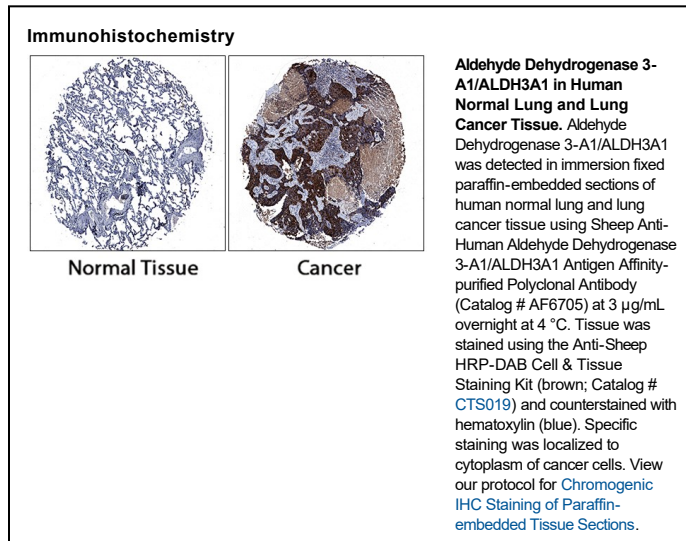 Immunohistochemistry
Normal Tissue
Cancer
Aldehyde Dehydrogenase 3-
A1/ALDH3A1 in Human
Normal Lung and Lung
Cancer Tissue. Aldehyde
Dehydrogenase 3-A1/ALDH3A1
was detected in immersion fixed
paraffin-embedded sections of
human normal lung and lung
cancer tissue using Sheep Anti-
Human Aldehyde Dehydrogenase
3-A1/ALDH3A1 Antigen Affinity-
purified Polyclonal Antibody
(Catalog # AF6705) at 3 µg/mL
overnight at 4 °C. Tissue was
stained using the Anti-Sheep
HRP-DAB Cell & Tissue
Staining Kit (brown; Catalog #
CTS019) and counterstained with
hematoxylin (blue). Specific
staining was localized to
cytoplasm of cancer cells. View
our protocol for Chromogenic
IHC Staining of Paraffin-
embedded Tissue Sections.